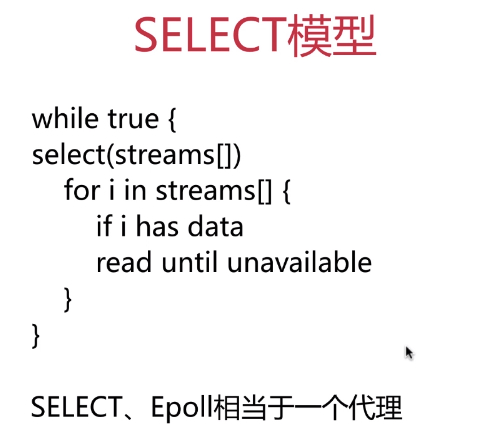 SELECT模型
while true {
select(streams[])
for i in streams[] {
if i has data
read until unavailable
}
}
SELECT、Epoll相当于一个代理